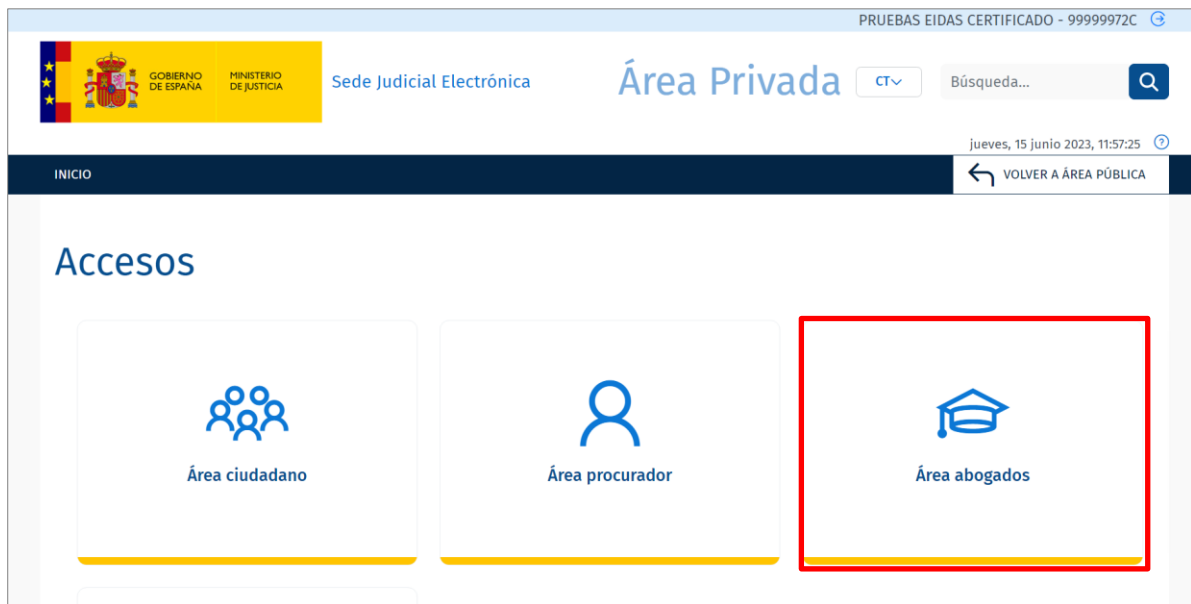 PRUEBAS EIDAS CERTIFICADO - 99999972C
GOBIERNO DE ESPAÑA
MINISTERIO DE JUSTICIA
Sede Judicial Electrónica
Área Privada
CT
Búsqueda...
jueves, 15 junio 2023, 11:57:25
INICIO
VOLVER A ÁREA PÚBLICA
Accesos
Área ciudadano
Área procurador
Área abogados